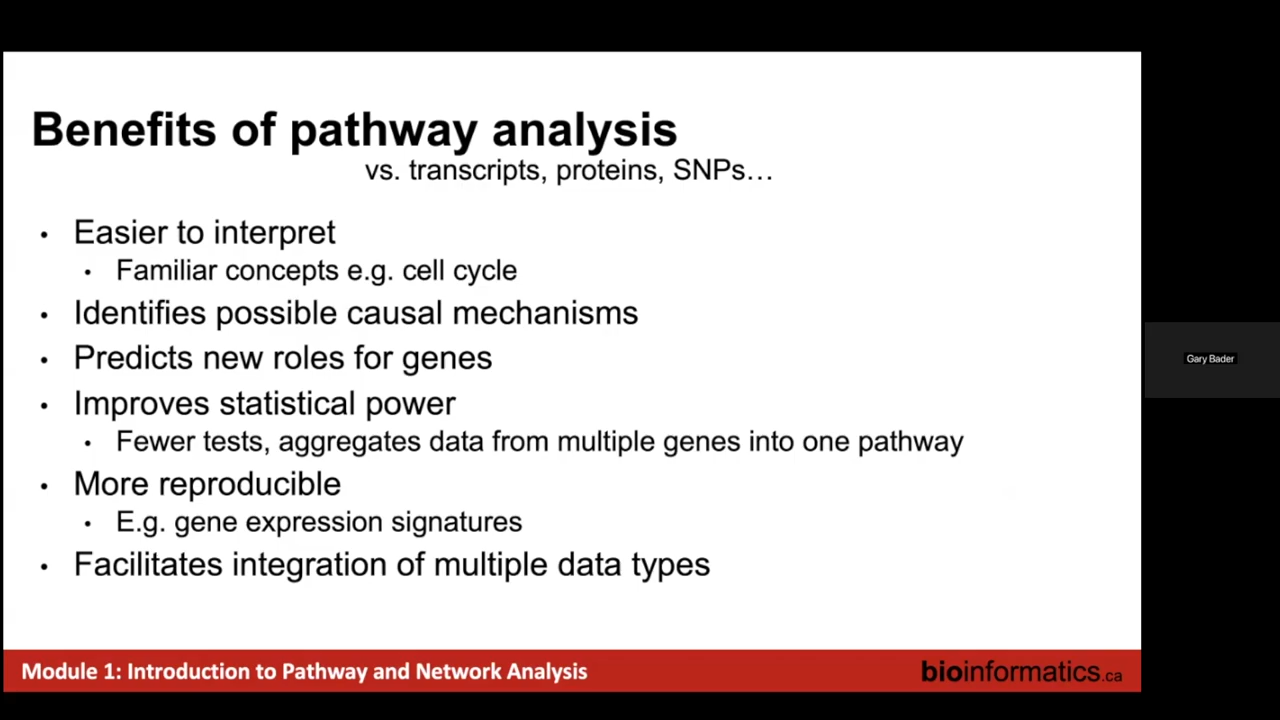 Benefits of pathway analysis
vs. transcripts, proteins, SNPs…
• Easier to interpret
• Familiar concepts e.g. cell cycle
• Identifies possible causal mechanisms
• Predicts new roles for genes
• Improves statistical power
• Fewer tests, aggregates data from multiple genes into one pathway
• More reproducible
• E.g. gene expression signatures
• Facilitates integration of multiple data types
Gary Bader
Module 1: Introduction to Pathway and Network Analysis
bioinformatics.ca